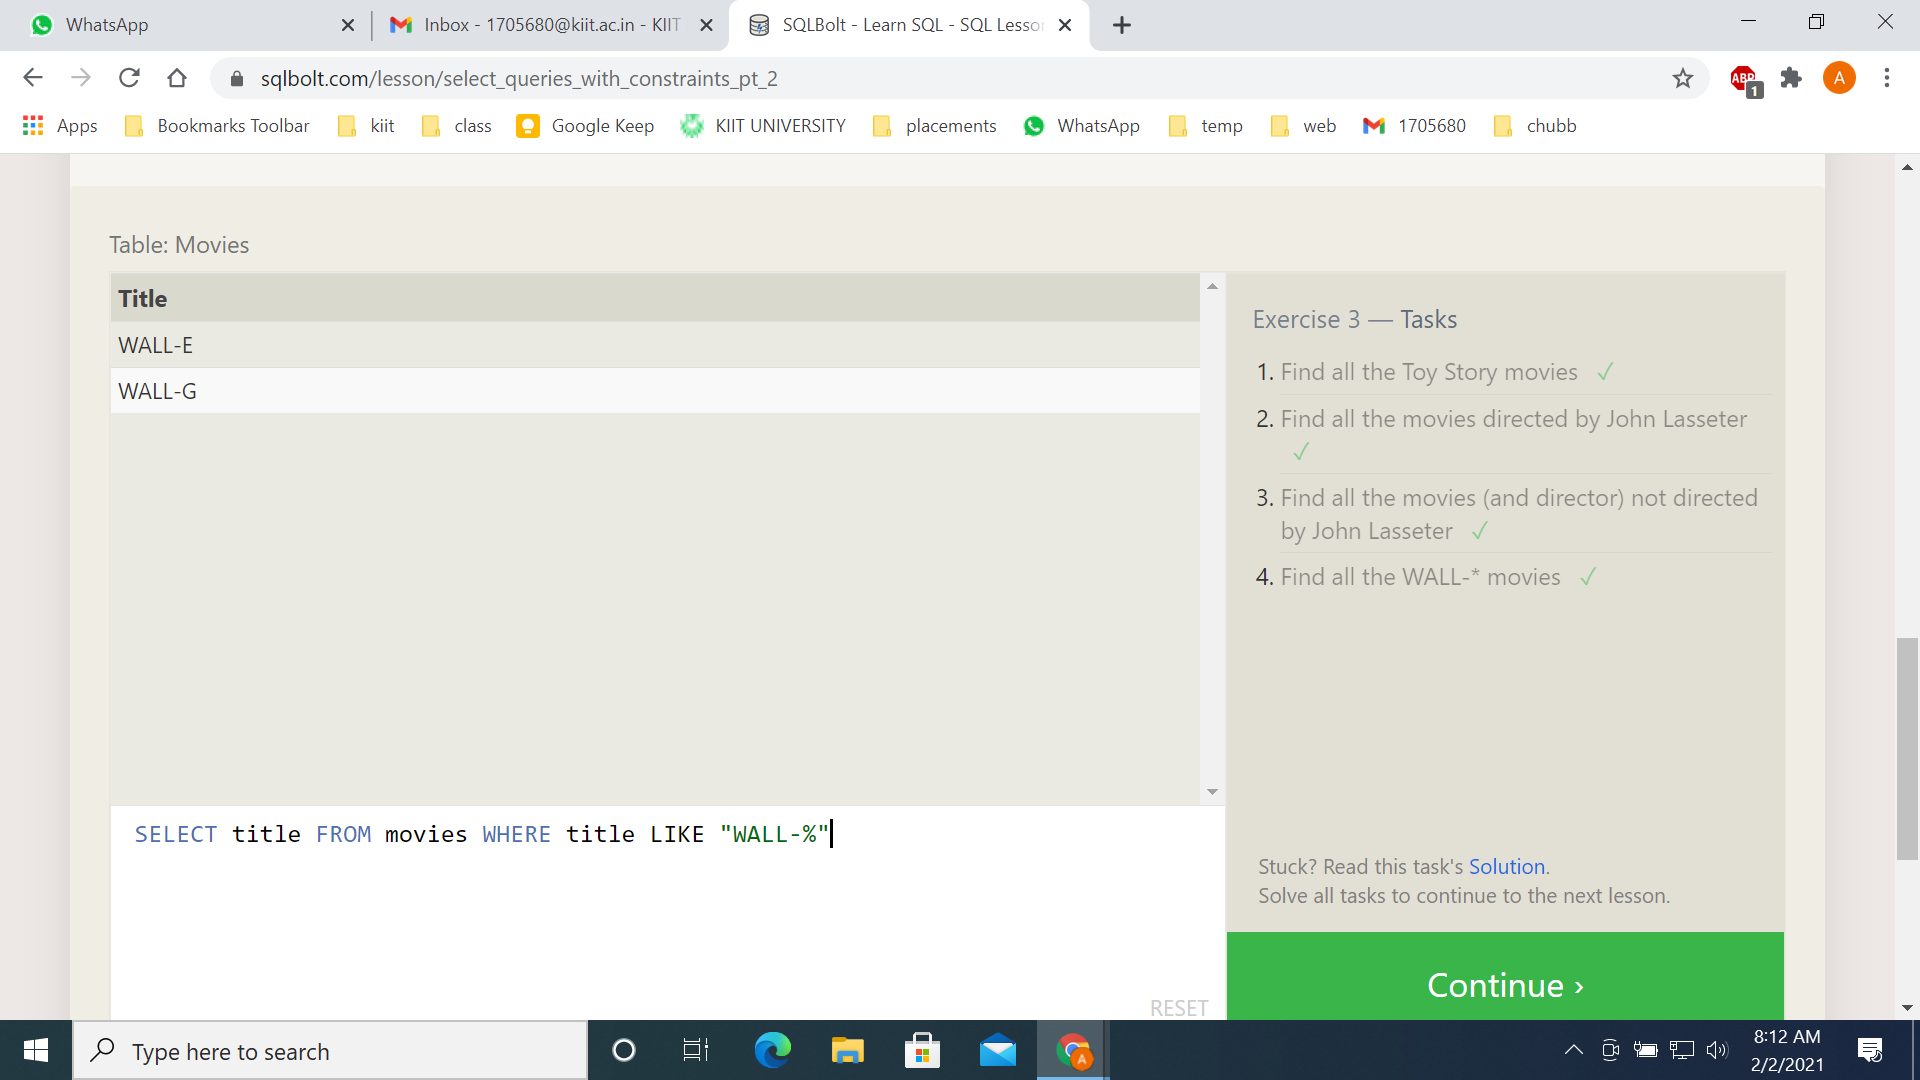 WhatsApp
Inbox - 1705680@kiit.ac.in - KIIT
SQLBolt - Learn SQL - SQL Lesson
sqlbolt.com/lesson/select_queries_with_constraints_pt_2
ABP
1
A
Apps
Bookmarks Toolbar
kiit
class
Google Keep
KIIT UNIVERSITY
placements
WhatsApp
temp
web
1705680
chubb
Table: Movies
Title
WALL-E
WALL-G
Exercise 3 — Tasks
1. Find all the Toy Story movies ✓
2. Find all the movies directed by John Lasseter
✓
3. Find all the movies (and director) not directed
by John Lasseter ✓
4. Find all the WALL-* movies ✓
SELECT title FROM movies WHERE title LIKE "WALL-%"
RESET
Stuck? Read this task's Solution.
Solve all tasks to continue to the next lesson.
Continue ›
Type here to search
A
8:12 AM
2/2/2021